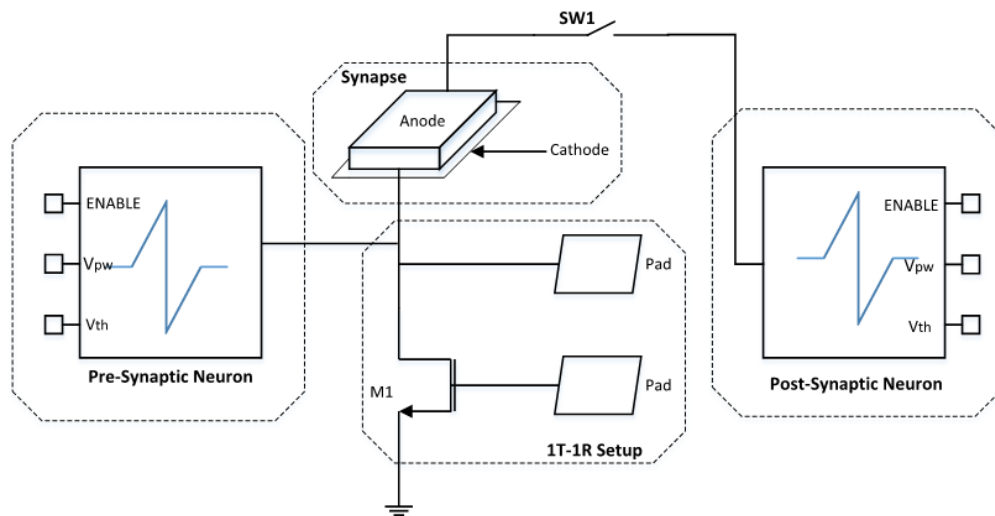 SW1
Synapse
Anode
Cathode
ENABLE
Vpw
Vth
Pre-Synaptic Neuron
Pad
M1
Pad
1T-1R Setup
ENABLE
Vpw
Vth
Post-Synaptic Neuron